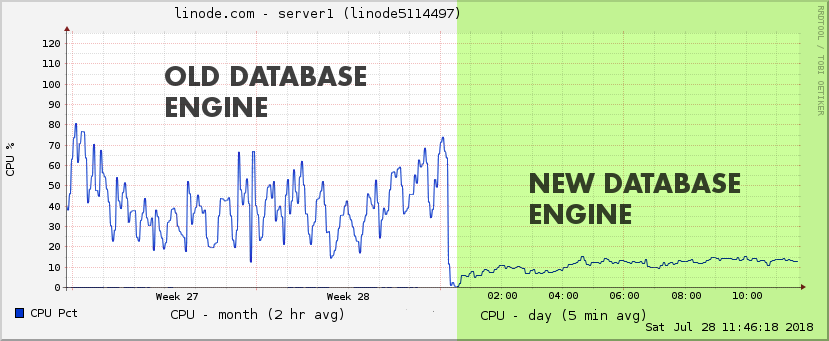 linode.com - server1 (linode5114497)
RRDTOOL / TOBI OETIKER
120
110
100
90
80
70
60
50
40
30
20
10
0
CPU %
OLD DATABASE
ENGINE
NEW DATABASE
ENGINE
Week 27 Week 28 02:00 04:00 06:00 08:00 10:00
CPU Pct CPU - month (2 hr avg) CPU - day (5 min avg)
Sat Jul 28 11:46:18 2018